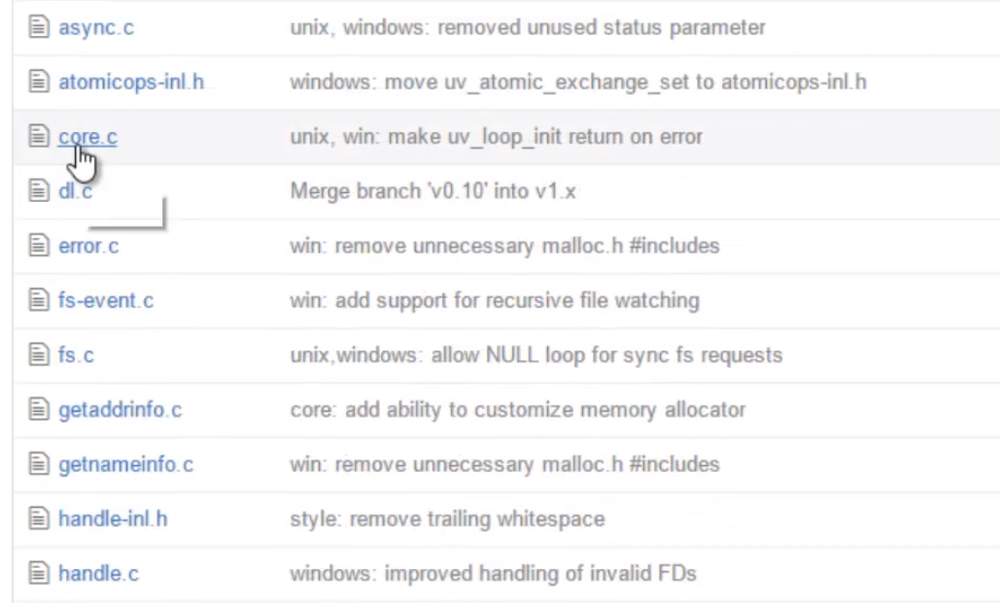 async.c unix, windows: removed unused status parameter
atomicops-inl.h windows: move uv_atomic_exchange_set to atomicops-inl.h
core.c unix, win: make uv_loop_init return on error
dl.c Merge branch 'v0.10' into v1.x
error.c win: remove unnecessary malloc.h #includes
fs-event.c win: add support for recursive file watching
fs.c unix,windows: allow NULL loop for sync fs requests
getaddrinfo.c core: add ability to customize memory allocator
getnameinfo.c win: remove unnecessary malloc.h #includes
handle-inl.h style: remove trailing whitespace
handle.c windows: improved handling of invalid FDs